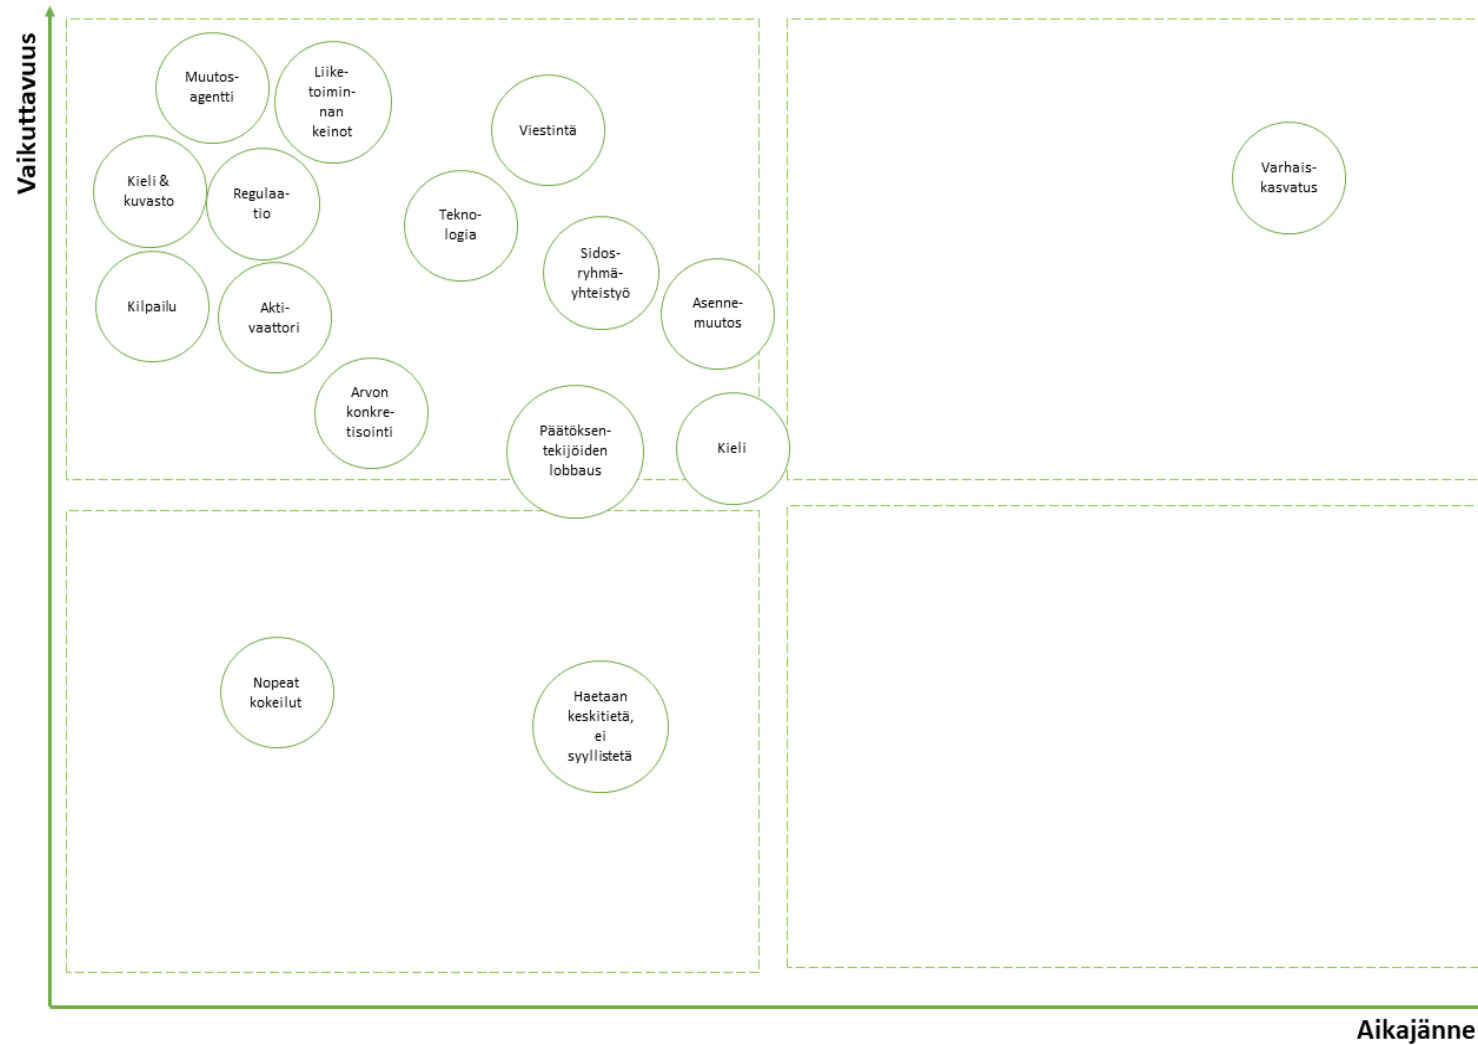 Vaikuttavuus
Muutos-
agentti
Liike-
toimin-
nan
keinot
Viestintä
Varhais-
kasvatus
Kieli &
kuvasto
Regulaa-
tio
Tekno-
logia
Sidos-
ryhmä-
yhteistyö
Asenne-
muutos
Kilpailu
Akti-
vaattori
Arvon
konkre-
tisointi
Päätöksen-
tekijöiden
lobbaus
Kieli
Nopeat
kokeilut
Haetaan
keskitietä,
ei
syyllistetä
Aikajänne